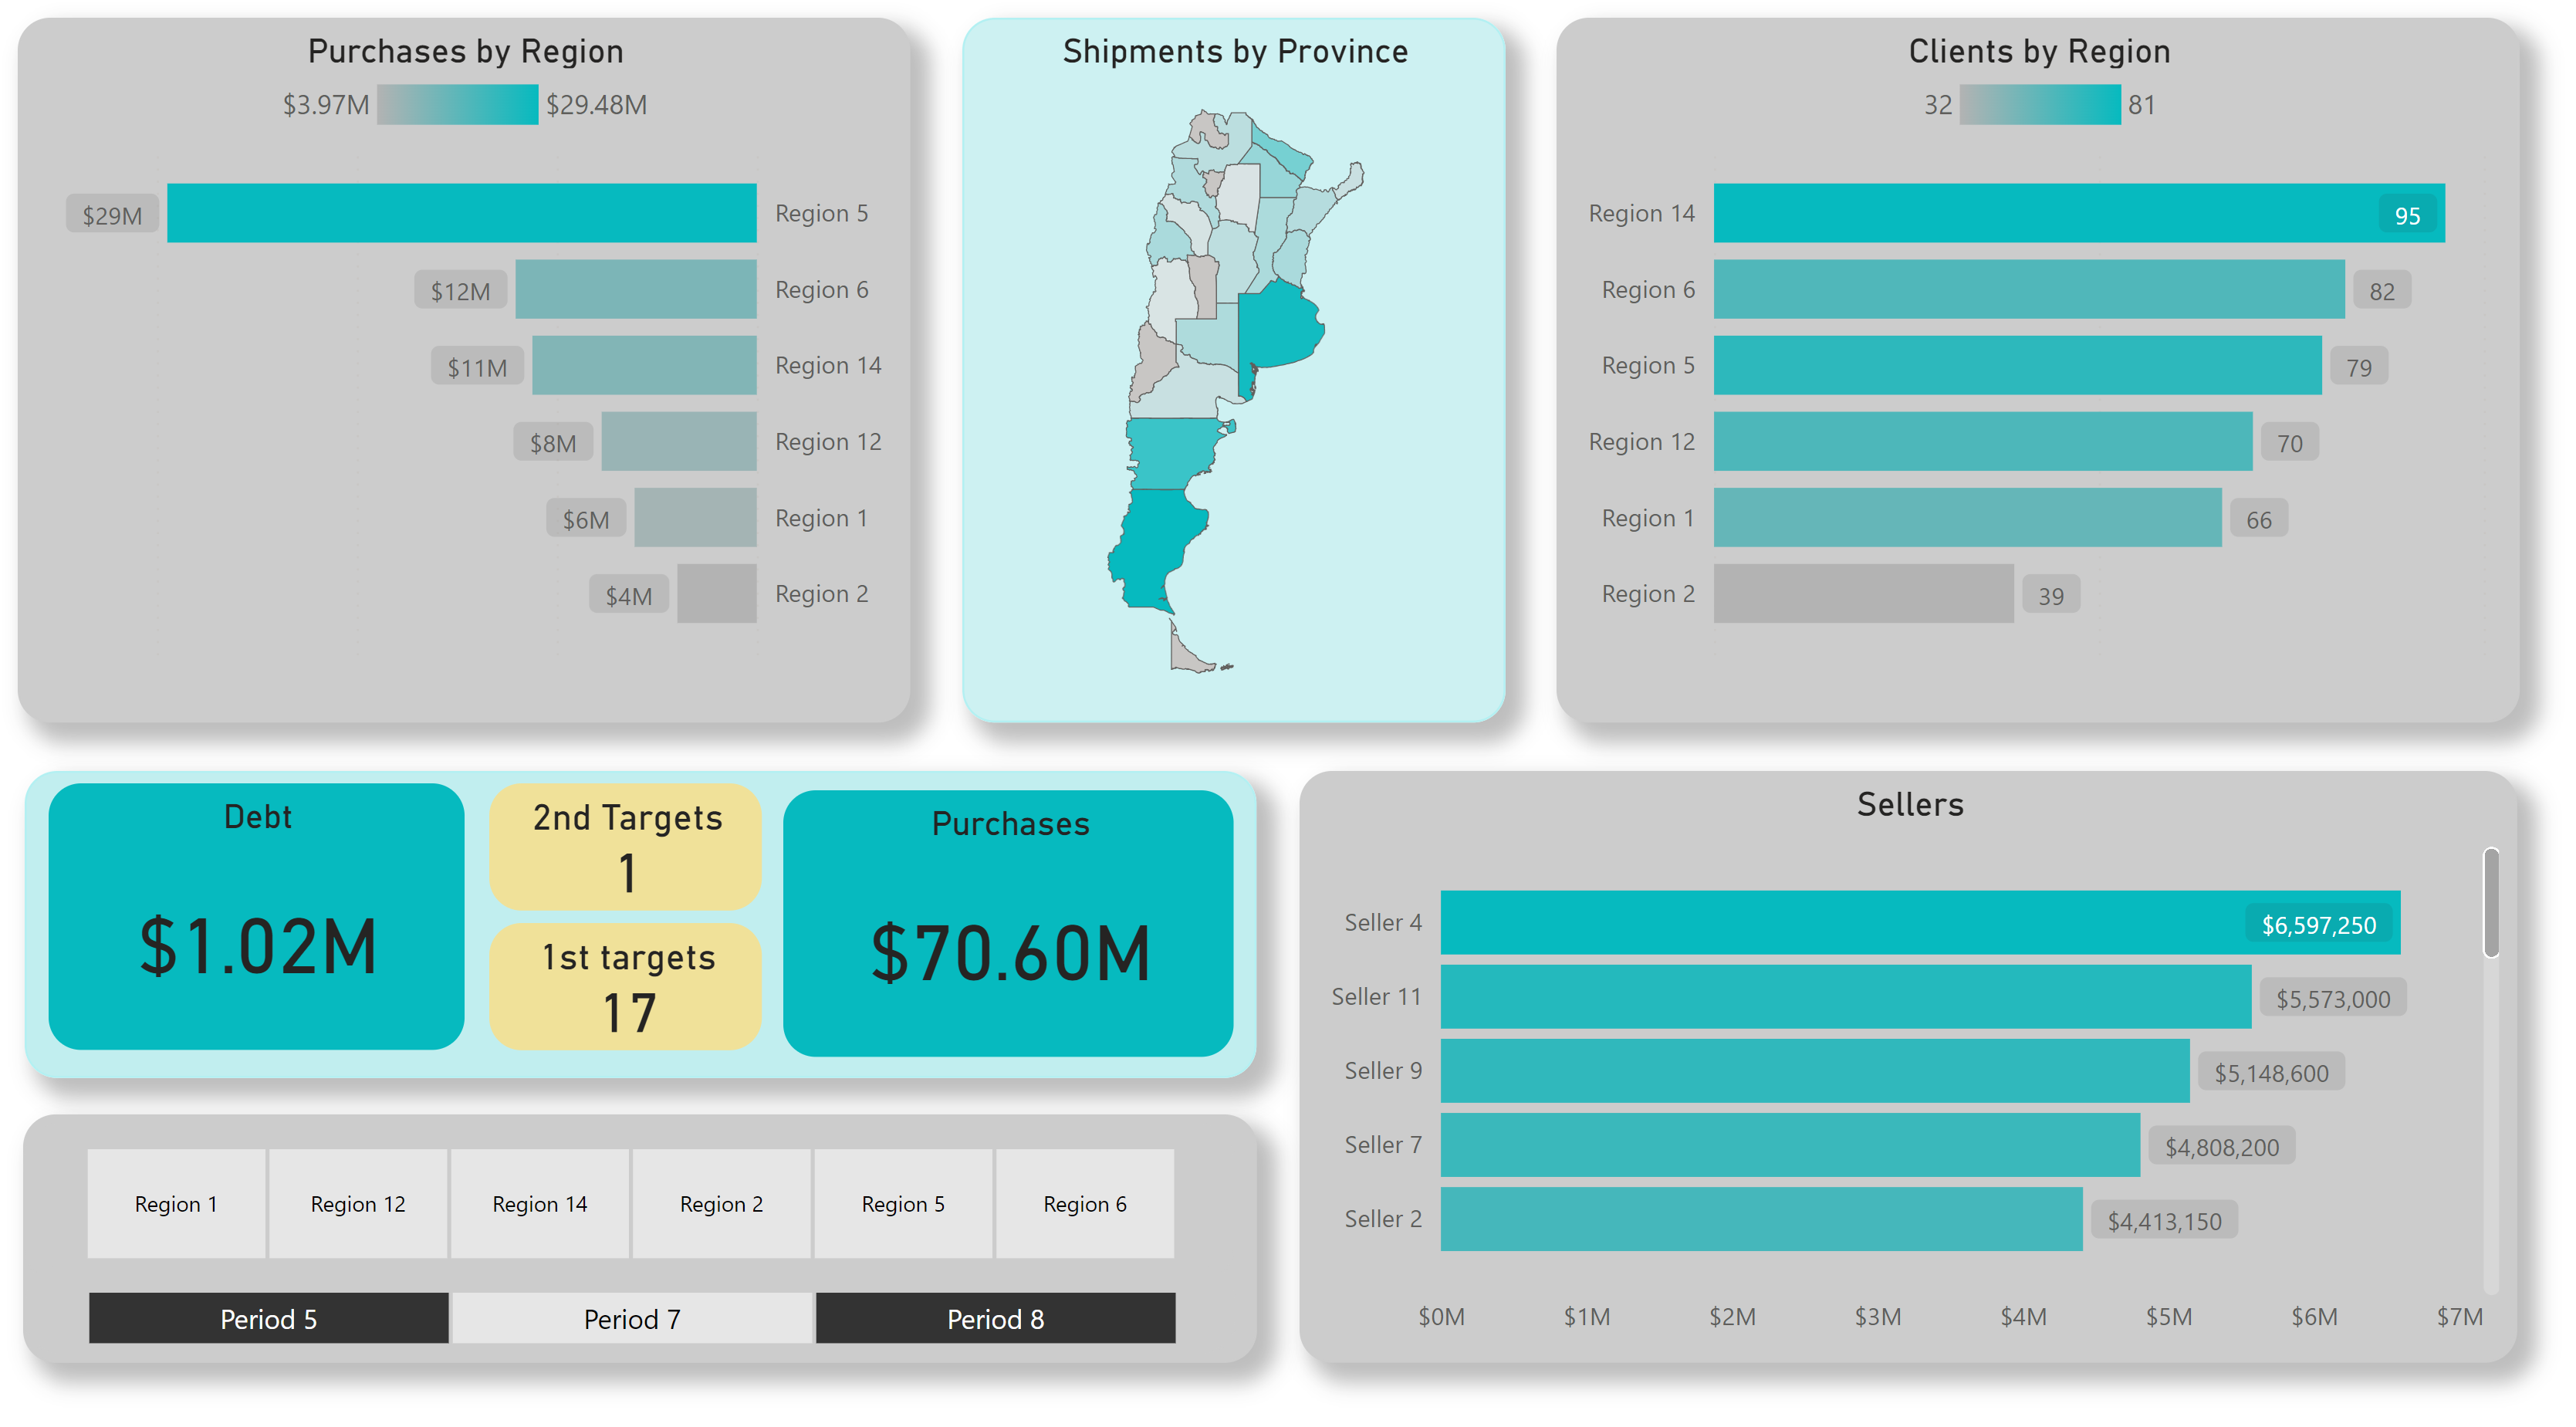 Purchases by Region
$3.97M $29.48M
$29M Region 5
$12M Region 6
$11M Region 14
$8M Region 12
$6M Region 1
$4M Region 2
Shipments by Province
Clients by Region
32 81
Region 14 95
Region 6 82
Region 5 79
Region 12 70
Region 1 66
Region 2 39
Debt
$1.02M
2nd Targets
1
1st targets
17
Purchases
$70.60M
Region 1 Region 12 Region 14 Region 2 Region 5 Region 6
Period 5 Period 7 Period 8
Sellers
Seller 4 $6,597,250
Seller 11 $5,573,000
Seller 9 $5,148,600
Seller 7 $4,808,200
Seller 2 $4,413,150
$0M $1M $2M $3M $4M $5M $6M $7M